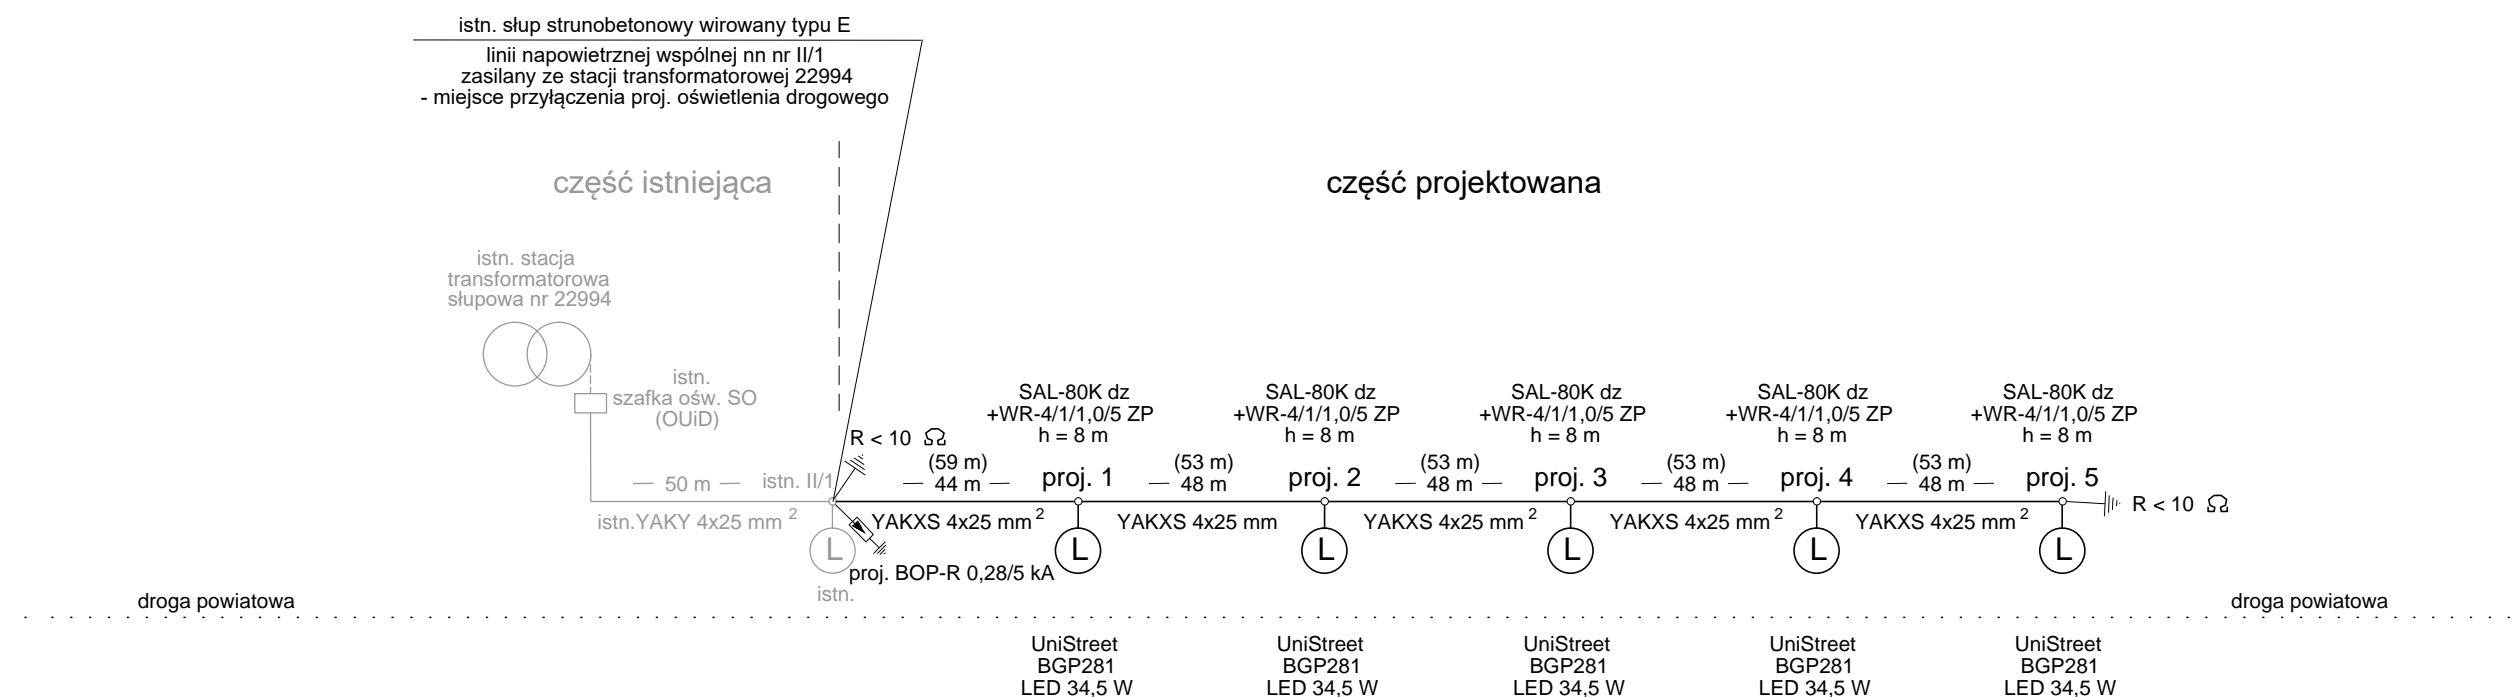 istn. słup strunobetonowy wirowany typu E
linii napowietrznej wspólnej nn nr II/1
zasilany ze stacji transformatorowej 22994
- miejsce przyłączenia proj. oświetlenia drogowego
część istniejąca
część projektowana
istn. stacja
transformatorowa
słupowa nr 22994
istn.
szafka ośw. SO
(OUiD)
SAL-80K dz
+WR-4/1/1,0/5 ZP
h = 8 m
SAL-80K dz
+WR-4/1/1,0/5 ZP
h = 8 m
SAL-80K dz
+WR-4/1/1,0/5 ZP
h = 8 m
SAL-80K dz
+WR-4/1/1,0/5 ZP
h = 8 m
SAL-80K dz
+WR-4/1/1,0/5 ZP
h = 8 m
R < 10 Ω
50 m
istn. II/1
(59 m)
44 m
proj. 1
(53 m)
48 m
proj. 2
(53 m)
48 m
proj. 3
(53 m)
48 m
proj. 4
(53 m)
48 m
proj. 5
R < 10 Ω
istn.YAKY 4x25 mm 2
YAKXS 4x25 mm 2
YAKXS 4x25 mm
YAKXS 4x25 mm 2
YAKXS 4x25 mm 2
YAKXS 4x25 mm 2
L
L
L
L
L
L
proj. BOP-R 0,28/5 kA
istn.
droga powiatowa
droga powiatowa
UniStreet
BGP281
LED 34,5 W
UniStreet
BGP281
LED 34,5 W
UniStreet
BGP281
LED 34,5 W
UniStreet
BGP281
LED 34,5 W
UniStreet
BGP281
LED 34,5 W